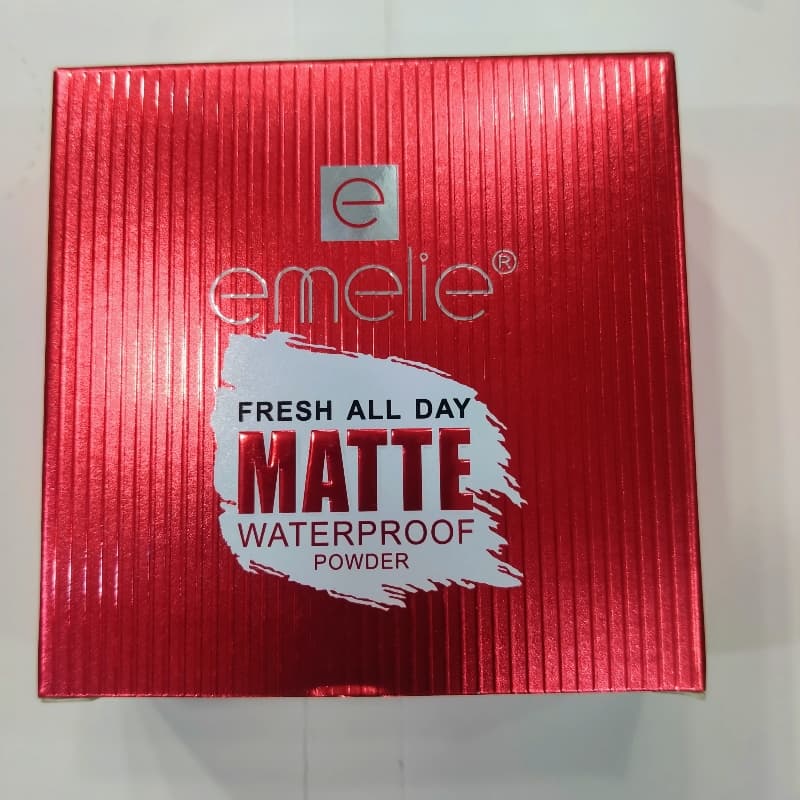 e
emelie®
FRESH ALL DAY
MATTE
WATERPROOF
POWDER